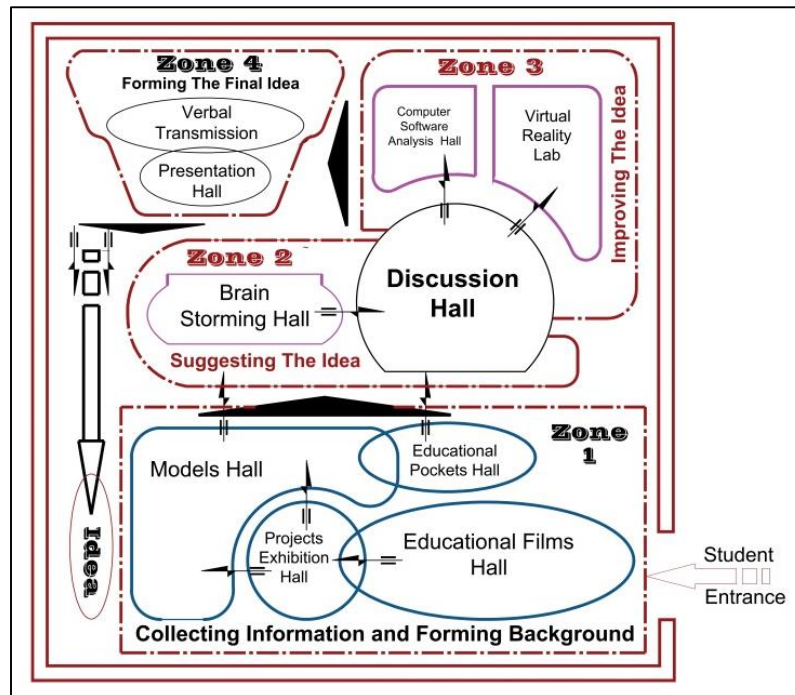 Zone 4
Forming The Final Idea
Verbal
Transmission
Presentation
Hall
Zone 3
Computer
Software
Analysis Hall
Virtual
Reality
Lab
Improving The Idea
Zone 2
Brain
Storming Hall
Discussion
Hall
Suggesting The Idea
Zone
1
Models Hall
Educational
Pockets Hall
Projects
Exhibition
Hall
Educational Films
Hall
Collecting Information and Forming Background
Idea
Student
Entrance